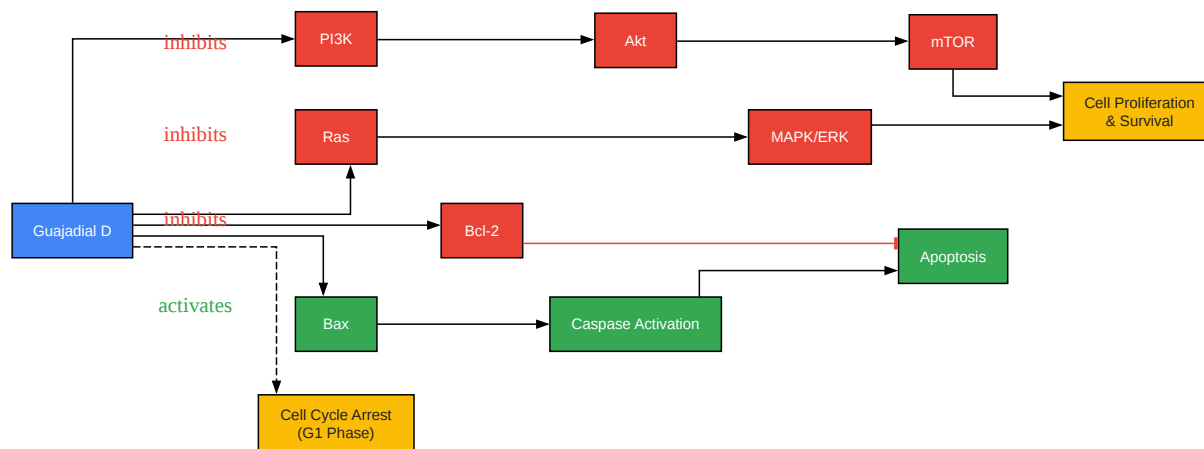 inhibits
PI3K
Akt
mTOR
Cell Proliferation
& Survival
inhibits
Ras
MAPK/ERK
Guajadial D
inhibits
Bcl-2
Apoptosis
activates
Bax
Caspase Activation
Cell Cycle Arrest
(G1 Phase)